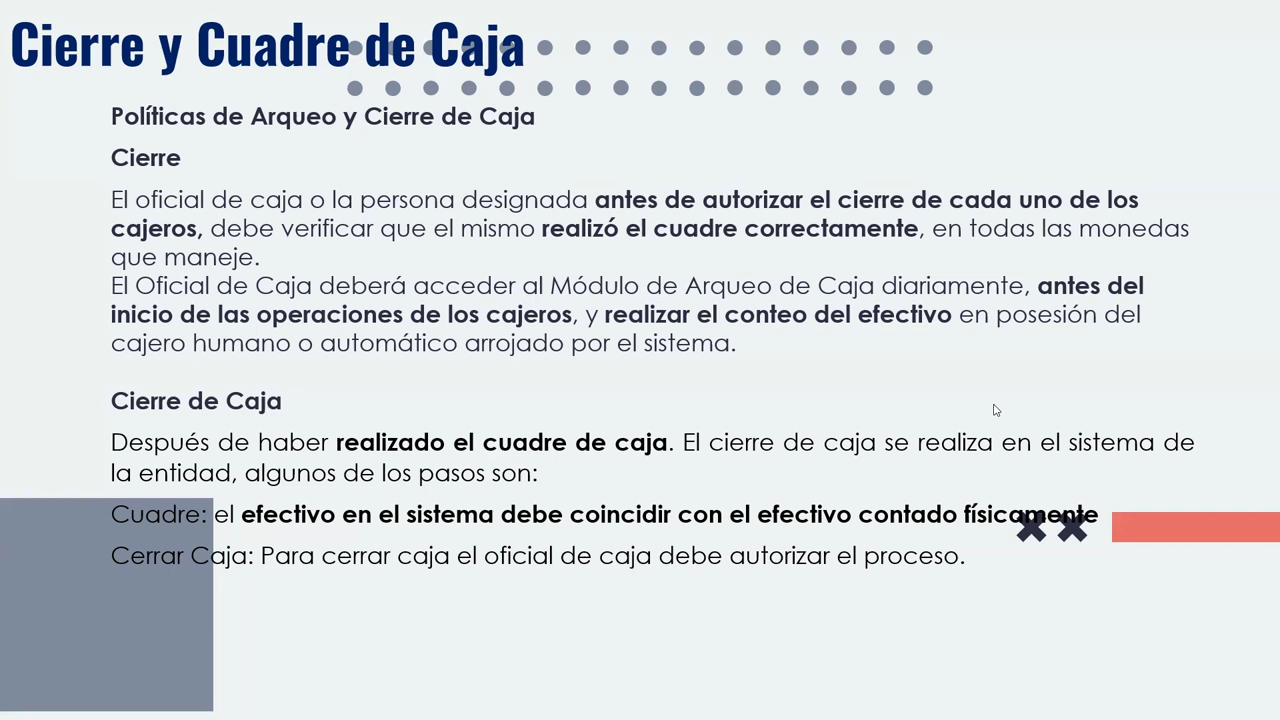 Cierre y Cuadre de Caja
Políticas de Arqueo y Cierre de Caja
Cierre
El oficial de caja o la persona designada antes de autorizar el cierre de cada uno de los
cajeros, debe verificar que el mismo realizó el cuadre correctamente, en todas las monedas
que maneje.
El Oficial de Caja deberá acceder al Módulo de Arqueo de Caja diariamente, antes del
inicio de las operaciones de los cajeros, y realizar el conteo del efectivo en posesión del
cajero humano o automático arrojado por el sistema.
Cierre de Caja
Después de haber realizado el cuadre de caja. El cierre de caja se realiza en el sistema de
la entidad, algunos de los pasos son:
Cuadre: el efectivo en el sistema debe coincidir con el efectivo contado físicamente
Cerrar Caja: Para cerrar caja el oficial de caja debe autorizar el proceso.